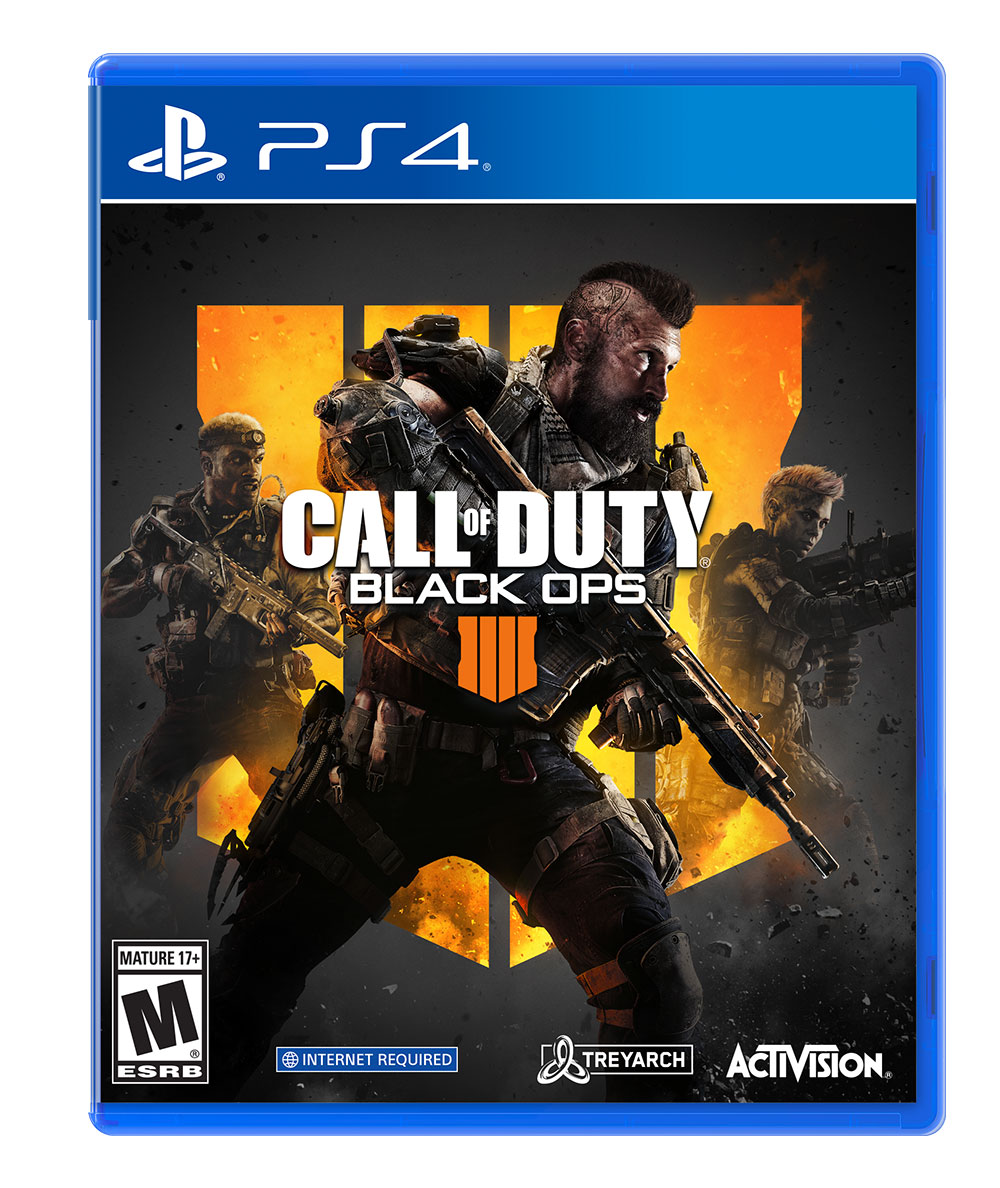 PS4®
CALL OF DUTY®
BLACK OPS
IIII
MATURE 17+
M®
ESRB
INTERNET REQUIRED
TREYARCH
ACTIVISION®